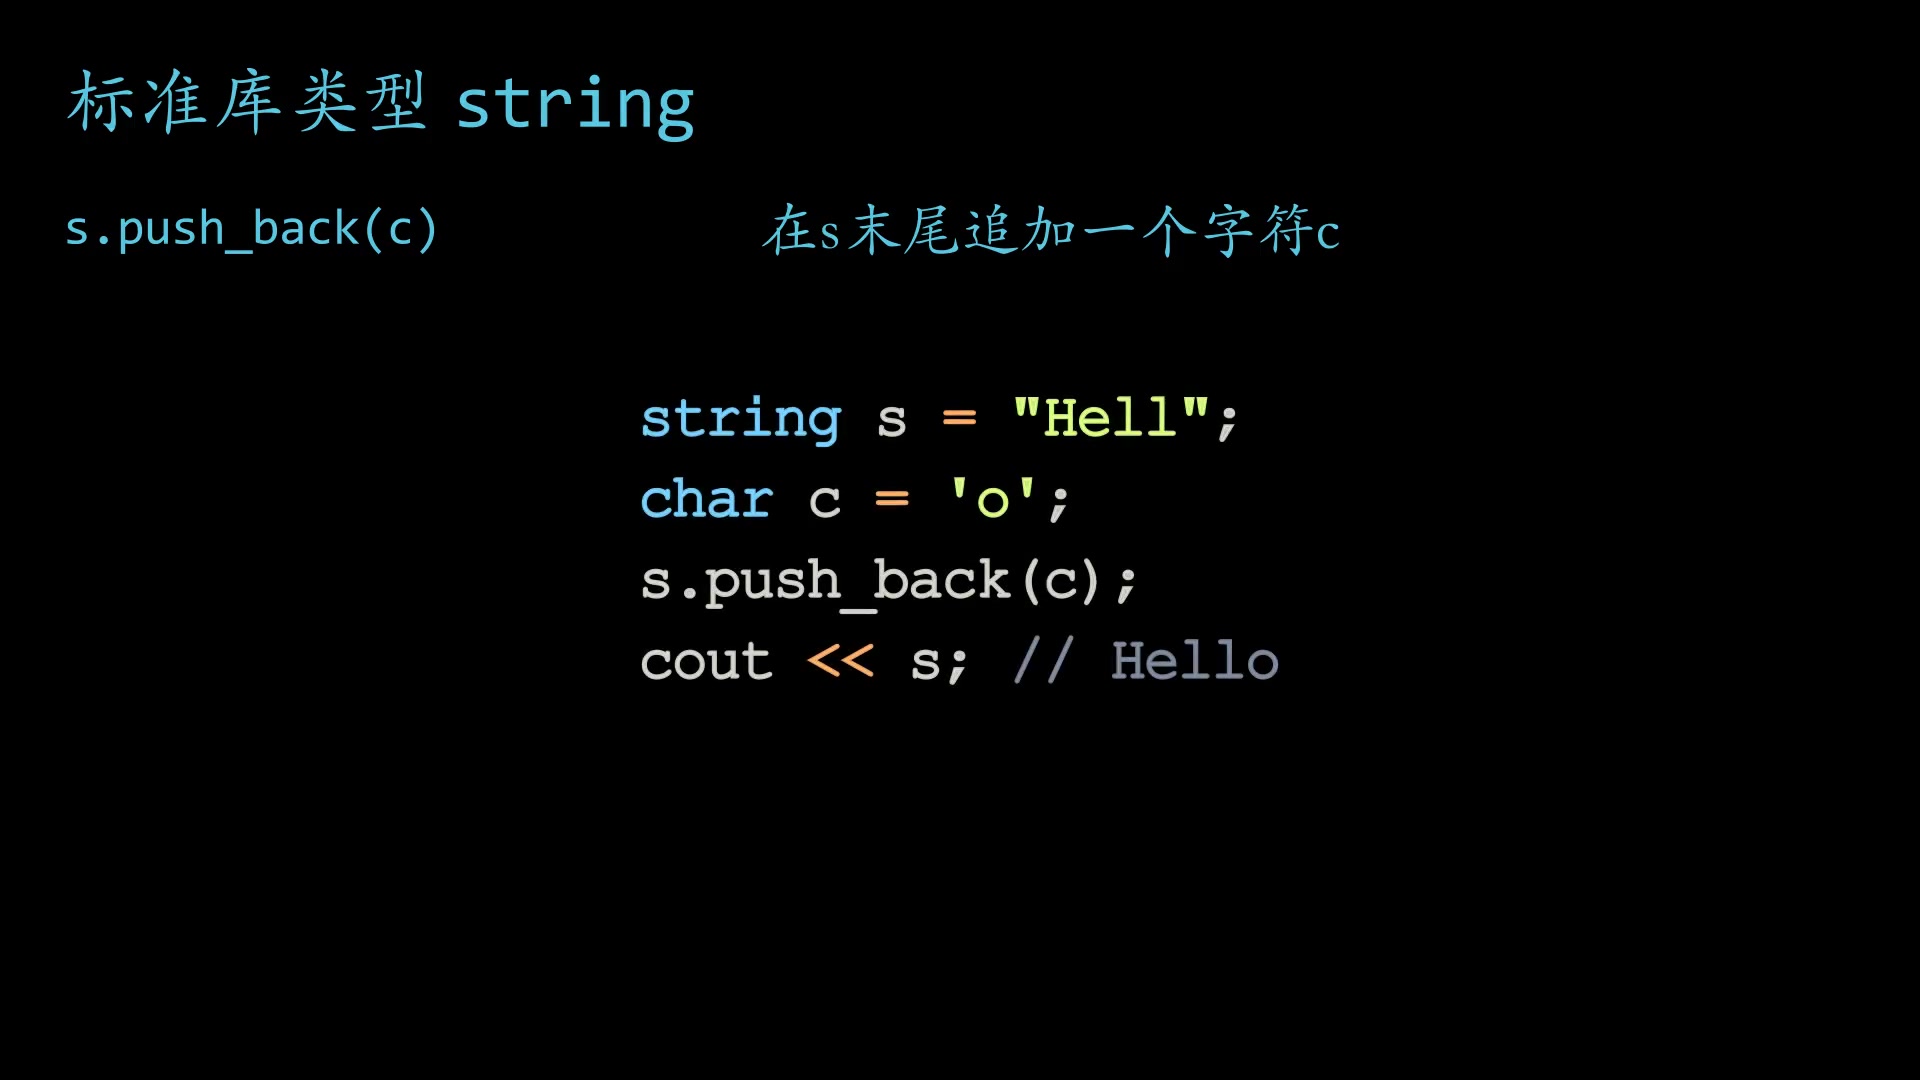 标准库类型 string
s.push_back(c) 在s末尾追加一个字符c
string s = "Hell";
char c = 'o';
s.push_back(c);
cout << s; // Hello